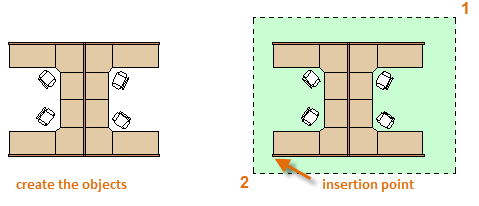 1
2
create the objects
insertion point